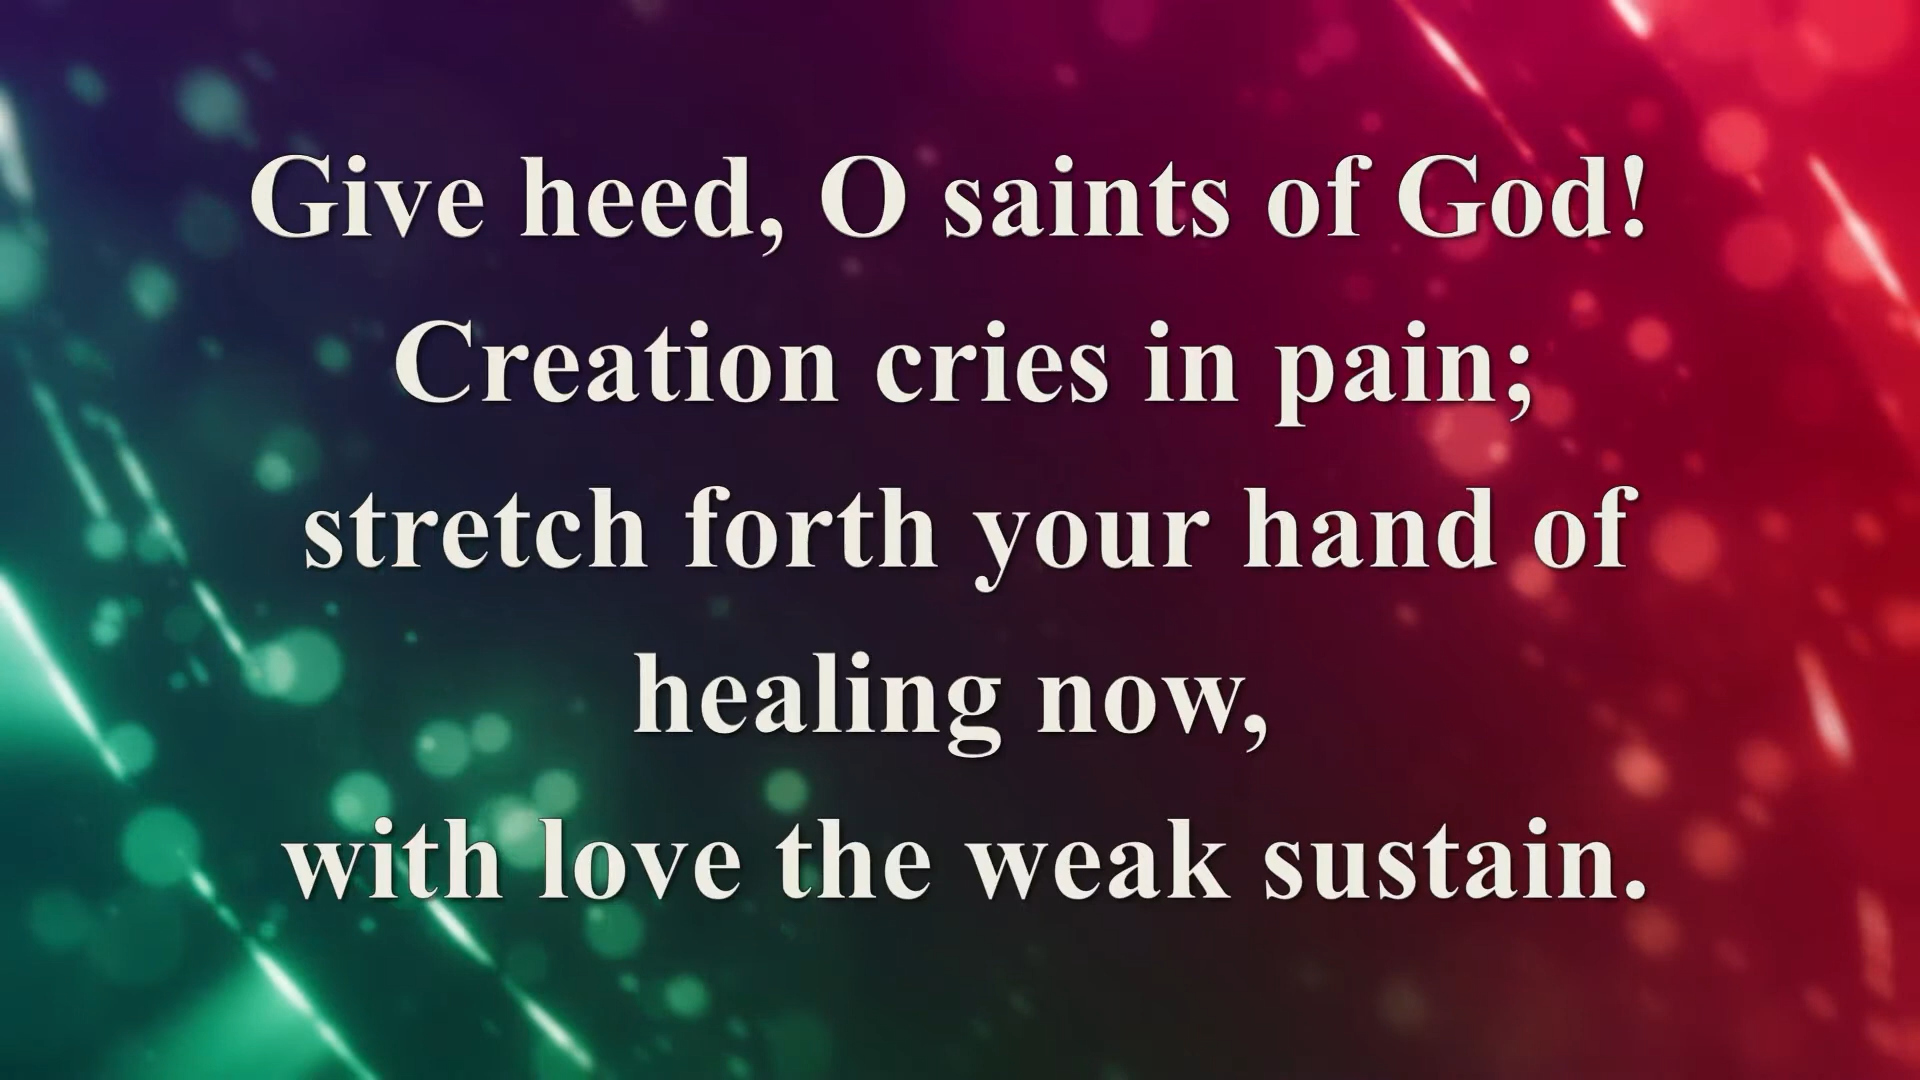 Give heed, O saints of God!
Creation cries in pain;
stretch forth your hand of
healing now,
with love the weak sustain.